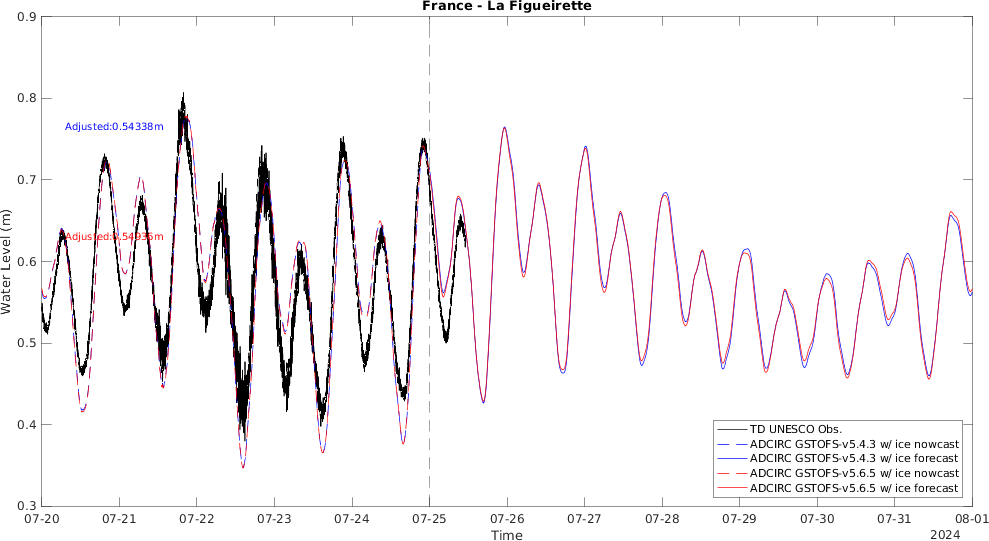 France - La Figueirette
0.9
0.8
0.7
0.6
0.5
0.4
0.3
Water Level (m)
Adjusted:0.54338m
07-20
07-21
07-22
07-23
07-24
07-25
07-26
07-27
07-28
07-29
07-30
07-31
08-01
Time
2024
TD UNESCO Obs.
ADCIRC GSTOFS-v5.4.3 w/ ice nowcast
ADCIRC GSTOFS-v5.4.3 w/ ice forecast
ADCIRC GSTOFS-v5.6.5 w/ ice nowcast
ADCIRC GSTOFS-v5.6.5 w/ ice forecast